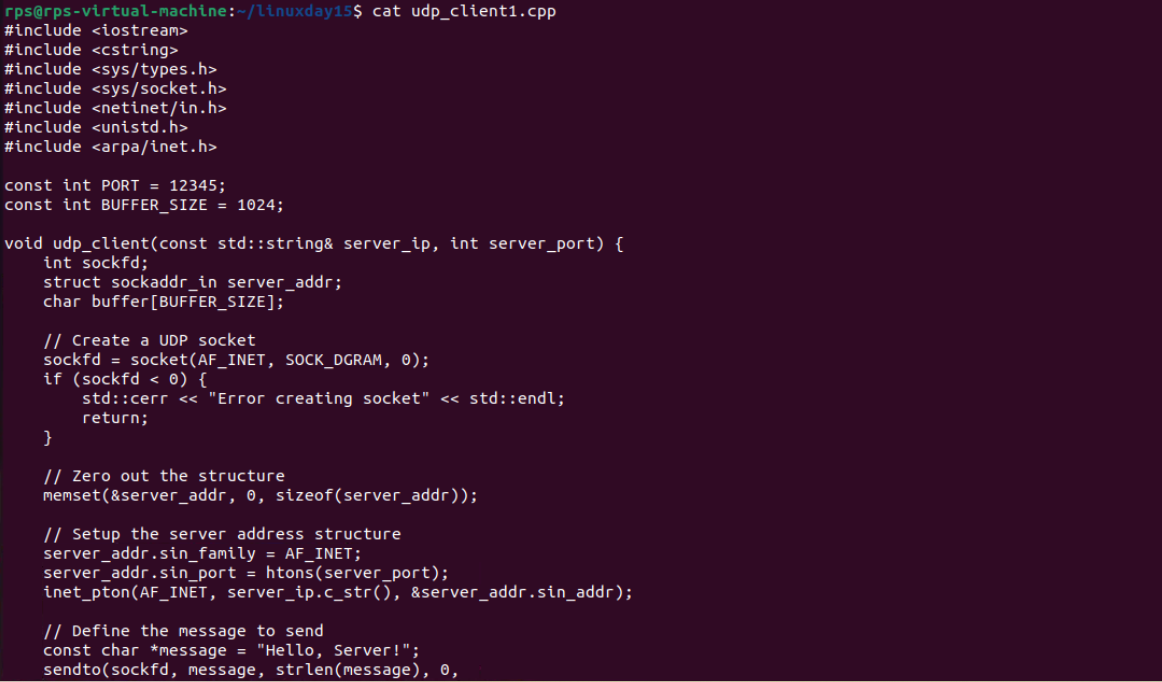 rps@rps-virtual-machine:~/linuxday15$ cat udp_client1.cpp
#include <iostream>
#include <cstring>
#include <sys/types.h>
#include <sys/socket.h>
#include <netinet/in.h>
#include <unistd.h>
#include <arpa/inet.h>

const int PORT = 12345;
const int BUFFER_SIZE = 1024;

void udp_client(const std::string& server_ip, int server_port) {
    int sockfd;
    struct sockaddr_in server_addr;
    char buffer[BUFFER_SIZE];

    // Create a UDP socket
    sockfd = socket(AF_INET, SOCK_DGRAM, 0);
    if (sockfd < 0) {
        std::cerr << "Error creating socket" << std::endl;
        return;
    }

    // Zero out the structure
    memset(&server_addr, 0, sizeof(server_addr));

    // Setup the server address structure
    server_addr.sin_family = AF_INET;
    server_addr.sin_port = htons(server_port);
    inet_pton(AF_INET, server_ip.c_str(), &server_addr.sin_addr);

    // Define the message to send
    const char *message = "Hello, Server!";
    sendto(sockfd, message, strlen(message), 0,